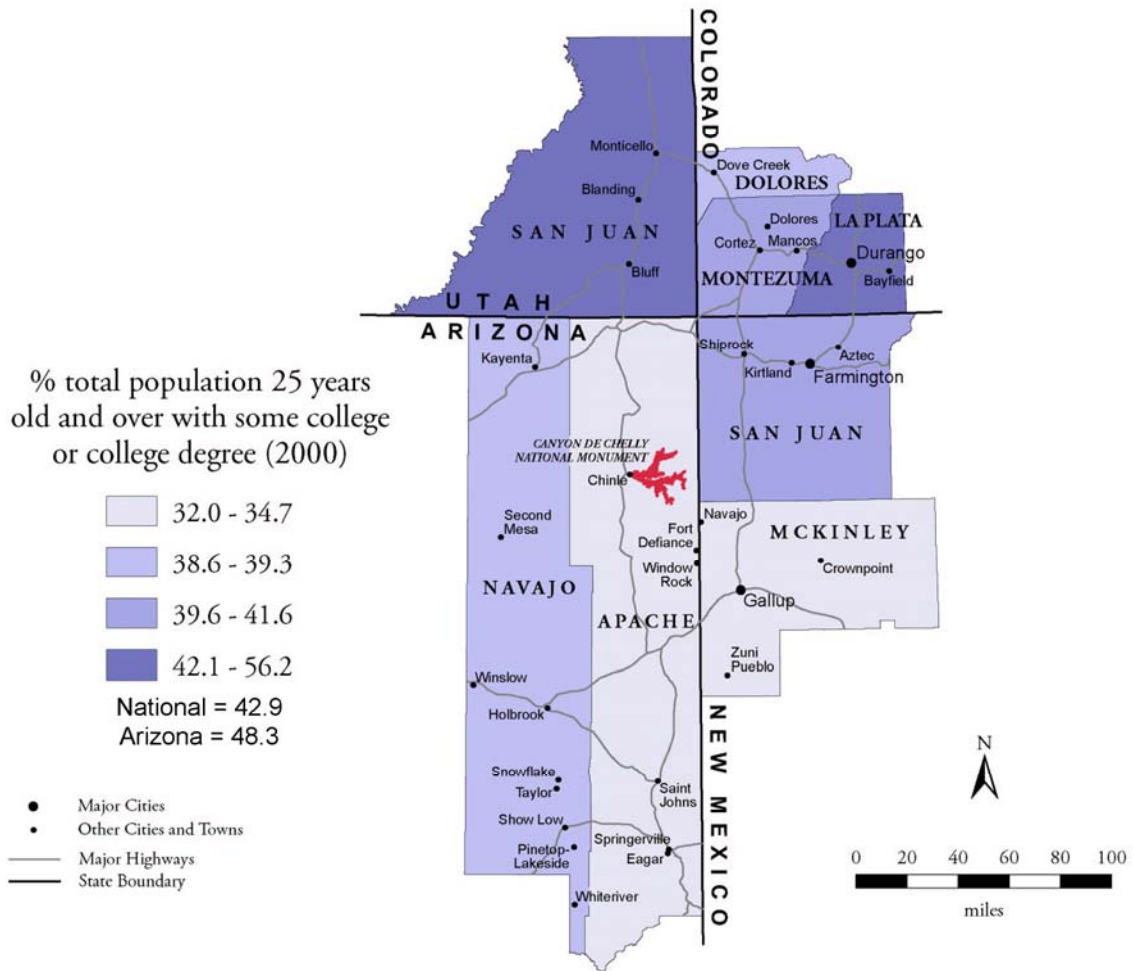 COLORADO
Monticello
Dove Creek
DOLORES
Blanding
SAN JUAN
Dolores
LA PLATA
Cortez
Mancos
Durango
Bluff
MONTEZUMA
Bayfield
UTAH
ARIZONA
Kayenta
Shiprock
Aztec
Kirtland
Farmington
% total population 25 years
old and over with some college
or college degree (2000)
SAN JUAN
CANYON DE CHELLY
NATIONAL MONUMENT
Chinle
32.0 - 34.7
38.6 - 39.3
39.6 - 41.6
42.1 - 56.2
National = 42.9
Arizona = 48.3
Second
Mesa
Navajo
Fort
Defiance
MCKINLEY
Window
Rock
Crownpoint
NAVAJO
Gallup
APACHE
Zuni
Pueblo
Winslow
Holbrook
NEW MEXICO
N
Snowflake
Taylor
Saint
Johns
Show Low
Springerville
Eagar
Pinetop-
Lakeside
Whiteriver
Major Cities
Other Cities and Towns
Major Highways
State Boundary
0 20 40 60 80 100
miles